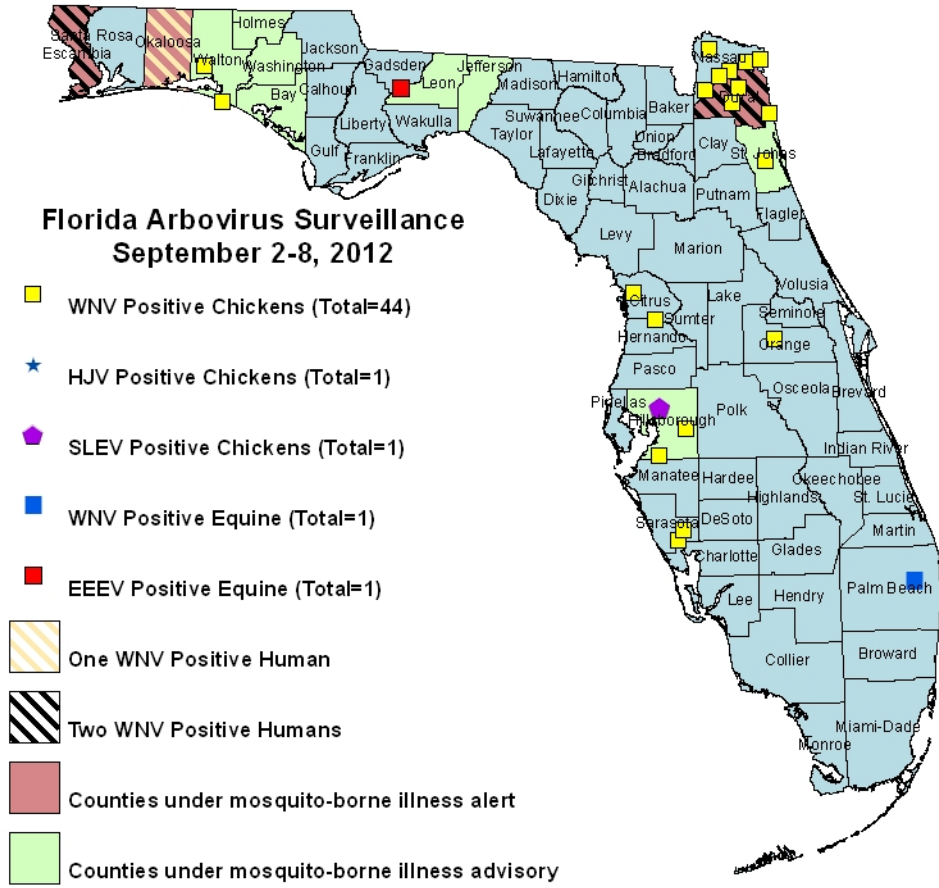 Holmes
Santa Rosa
Okaloosa
Escambia
Walton
Washington
Jackson
Bay
Calhoun
Gadsden
Leon
Jefferson
Madison
Hamilton
Nassau
Liberty
Wakulla
Suwannee
Columbia
Baker
Duval
Gulf
Franklin
Taylor
Lafayette
Union
Bradford
Clay
St. Johns
Dixie
Gilchrist
Alachua
Putnam
Flagler
Levy
Marion
Florida Arbovirus Surveillance
September 2-8, 2012
WNV Positive Chickens (Total=44)
HJV Positive Chickens (Total=1)
SLEV Positive Chickens (Total=1)
WNV Positive Equine (Total=1)
EEEV Positive Equine (Total=1)
One WNV Positive Human
Two WNV Positive Humans
Counties under mosquito-borne illness alert
Counties under mosquito-borne illness advisory
Citrus
Sumter
Lake
Volusia
Seminole
Hernando
Orange
Pasco
Osceola
Brevard
Pinellas
Hillsborough
Polk
Indian River
Manatee
Hardee
Okeechobee
Highlands
St. Lucie
Sarasota
DeSoto
Martin
Charlotte
Glades
Lee
Hendry
Palm Beach
Collier
Broward
Monroe
Miami-Dade